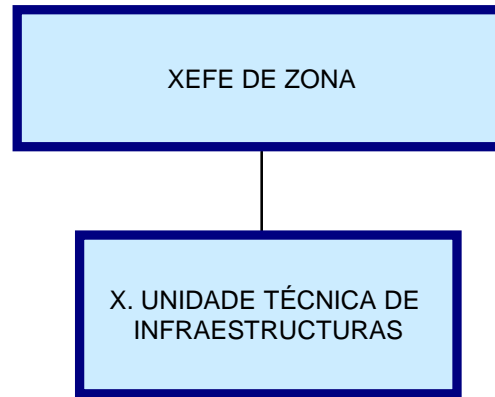 XEFE DE ZONA
X. UNIDADE TÉCNICA DE
INFRAESTRUCTURAS